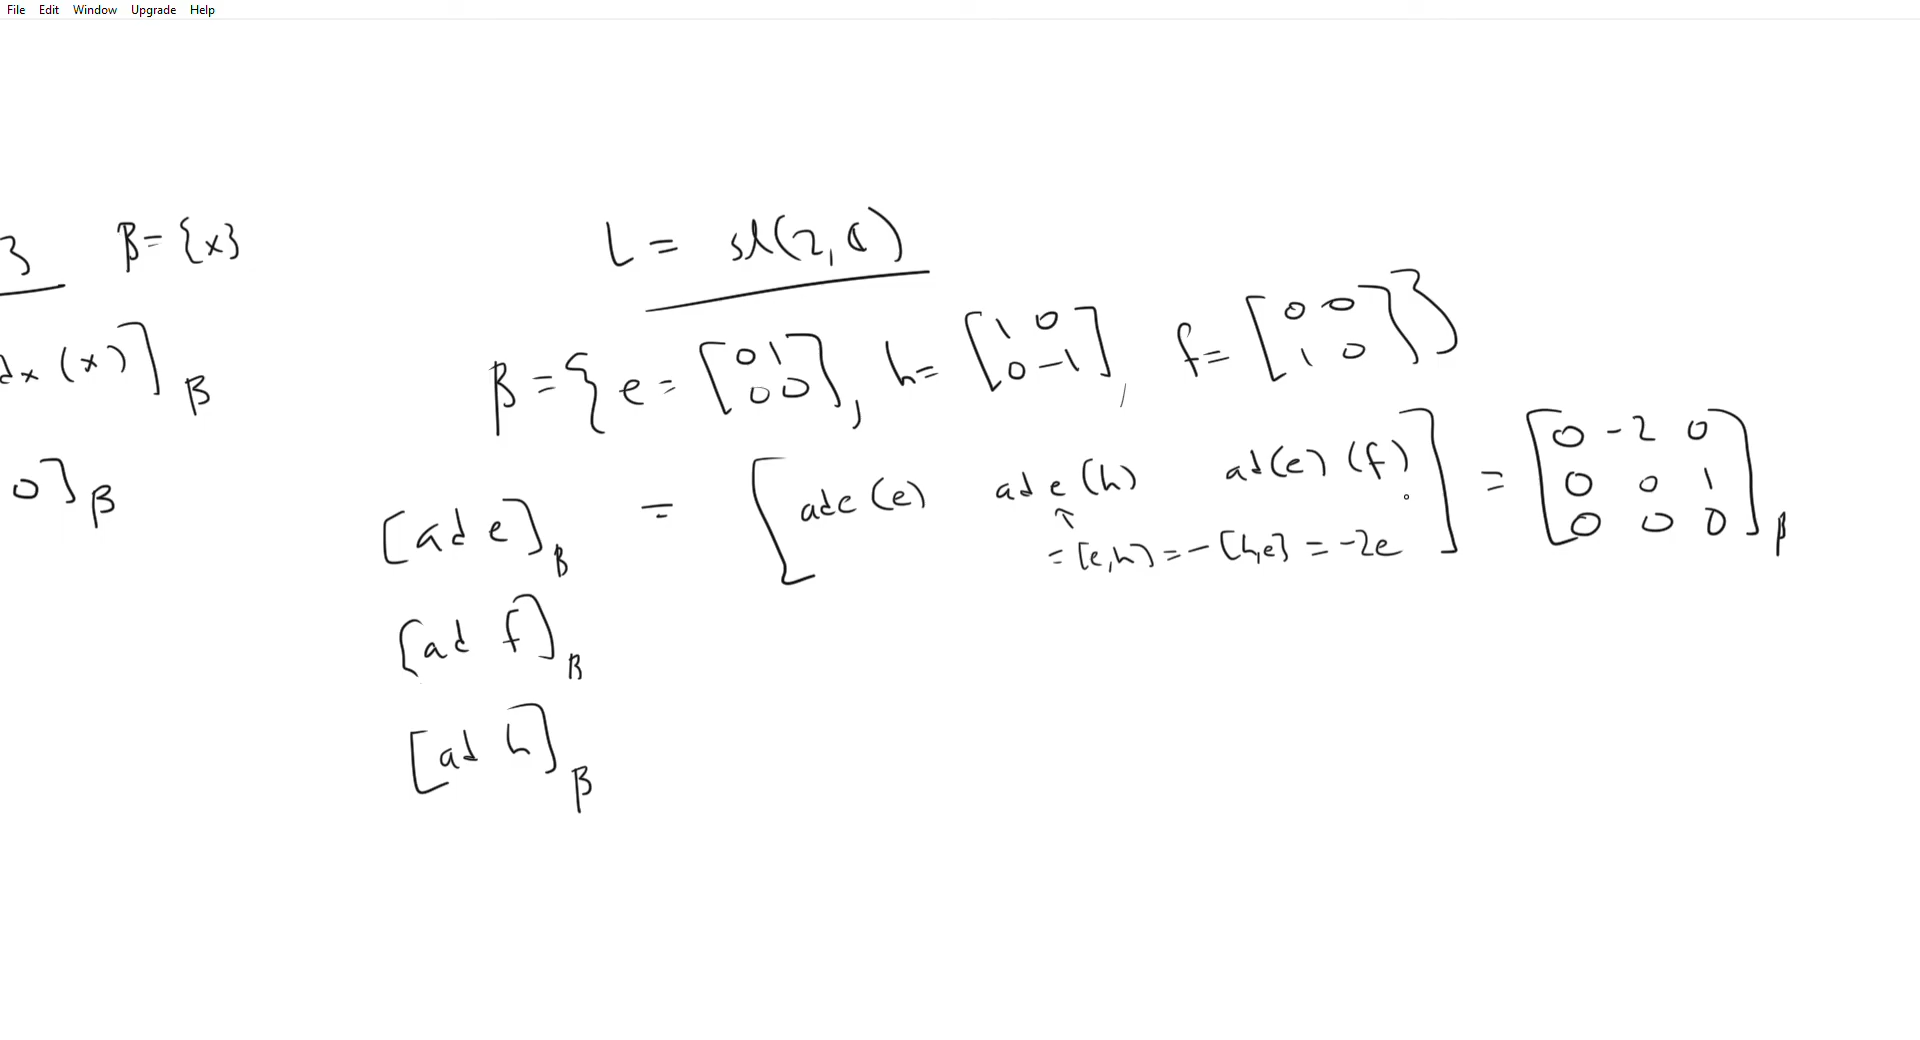 File Edit Window Upgrade Help
} β = {x}
L = sl(2, ℂ)
β = { e = [0 1 0 0], h = [1 0 0 -1], f = [0 0 1 0] }
dx (x)]β
0]β
[ad e]β = [ade (e) ad e (h) ad(e) (f)] = [0 -2 0
0 0 1
0 0 0]β
↑
= [e,h] = -[h,e] = -2e
[ad f]β
[ad h]β